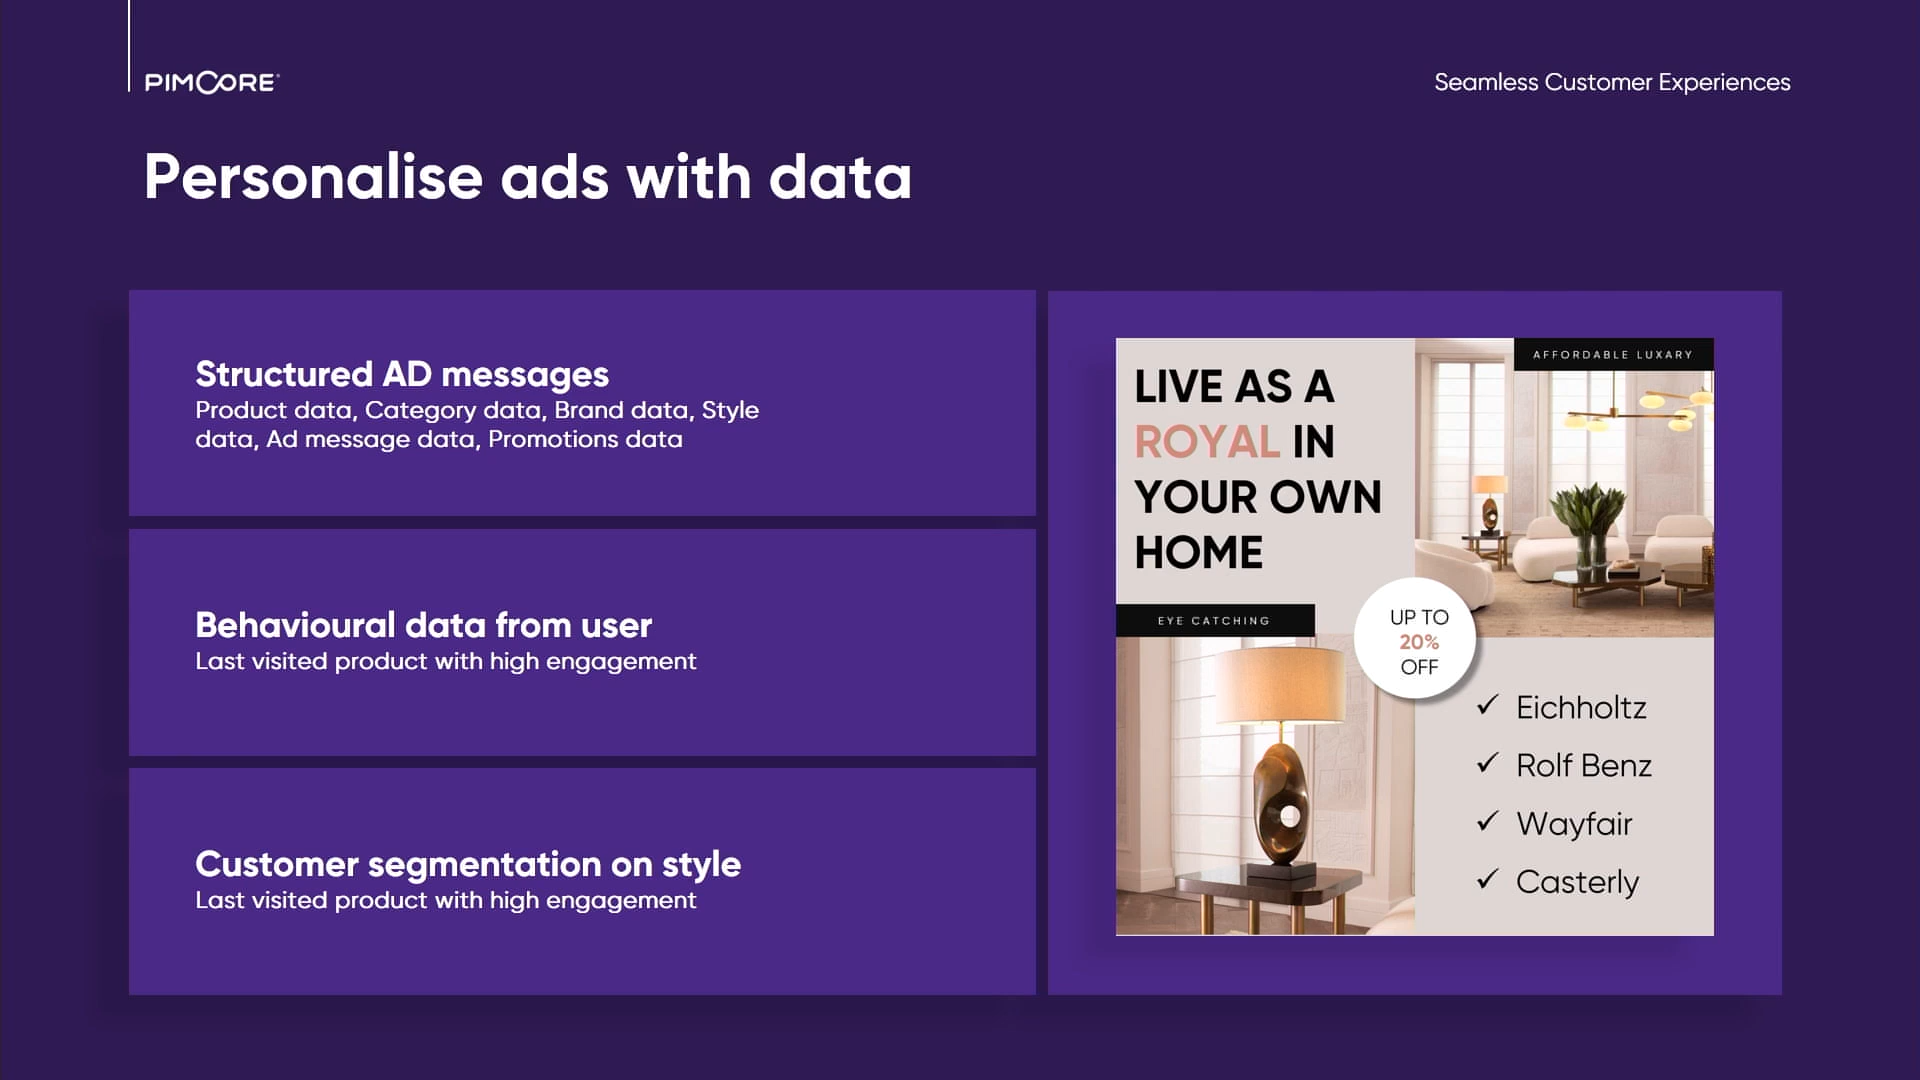 PIMCORE
Seamless Customer Experiences
Personalise ads with data
Structured AD messages
Product data, Category data, Brand data, Style
data, Ad message data, Promotions data
Behavioural data from user
Last visited product with high engagement
Customer segmentation on style
Last visited product with high engagement
LIVE AS A
ROYAL IN
YOUR OWN
HOME
AFFORDABLE LUXARY
EYE CATCHING
UP TO
20%
OFF
✓ Eichholtz
✓ Rolf Benz
✓ Wayfair
✓ Casterly